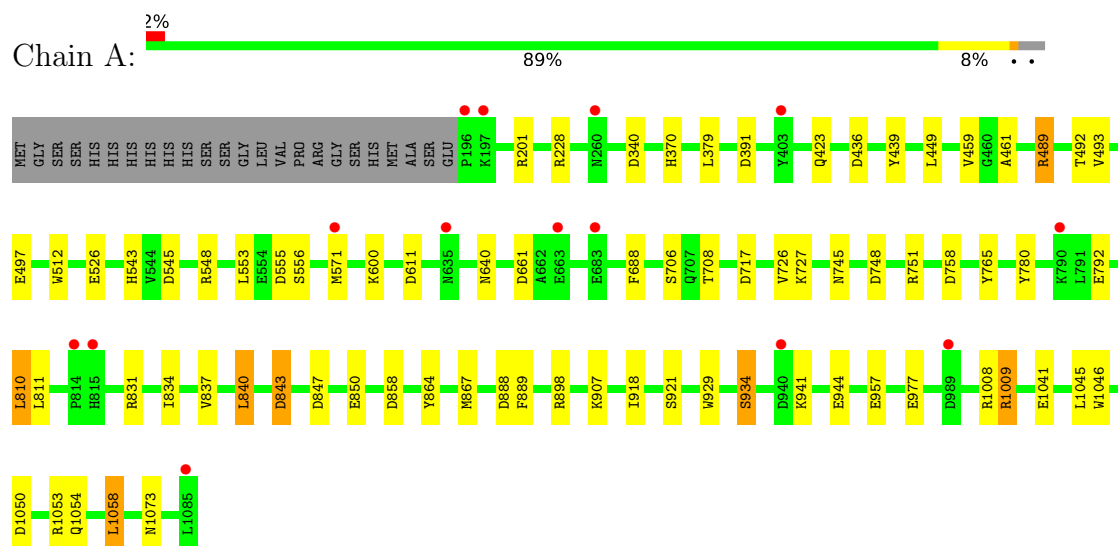 2%
Chain A:
89% 8% • •
MET GLY SER SER HIS HIS HIS HIS HIS HIS SER SER GLY LEU VAL PRO ARG GLY SER HIS MET ALA SER GLU P196 K197 R201 R228 N260 D340 H370 L379 D391 Y403 Q423 D436 Y439 L449 V459 G460 A461 R489 T492 V493
E497 W512 E526 H543 V544 D545 R548 L553 E554 D555 S556 M571 K600 D611 N635 N640 D661 A662 E663 E683 F688 S706 Q707 T708 D717 V726 K727 N745 D748 R751 D758 Y765 Y780 K790 L791 E792
L810 L811 P814 H815 R831 I834 V837 L840 D843 D847 E850 D858 Y864 M867 D888 F889 R898 K907 I918 S921 W929 S934 D940 K941 E944 E957 E977 D989 R1008 R1009 E1041 L1045 W1046
D1050 R1053 Q1054 L1058 N1073 L1085